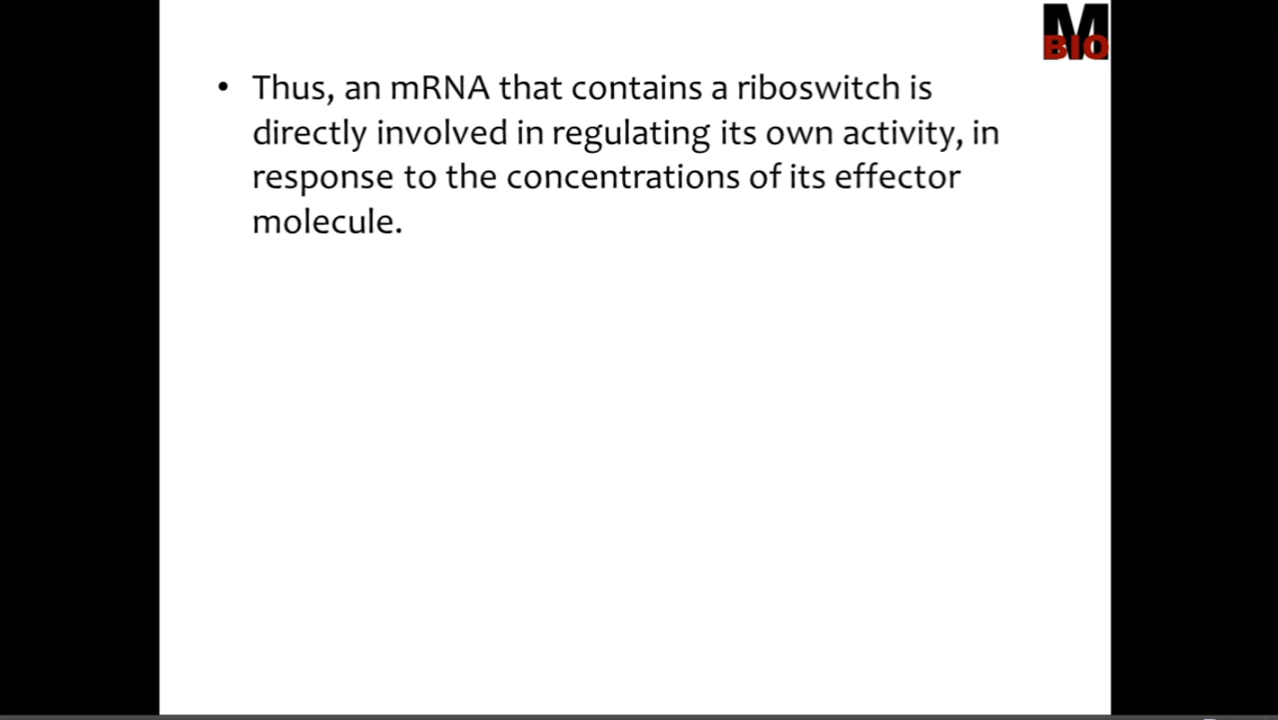 M
BIO
• Thus, an mRNA that contains a riboswitch is
directly involved in regulating its own activity, in
response to the concentrations of its effector
molecule.